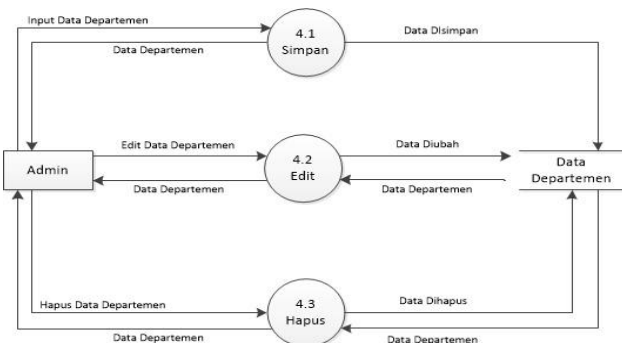 Input Data Departemen
4.1
Simpan
Data DIsimpan
Data Departemen
Edit Data Departemen
4.2
Edit
Data Diubah
Admin
Data
Departemen
Data Departemen
Data Departemen
Hapus Data Departemen
4.3
Hapus
Data Dihapus
Data Departemen
Data Departemen